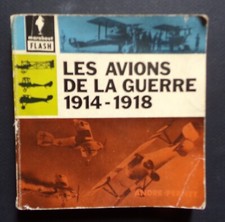 marabout
FLASH
LES AVIONS
DE LA GUERRE
1914-1918